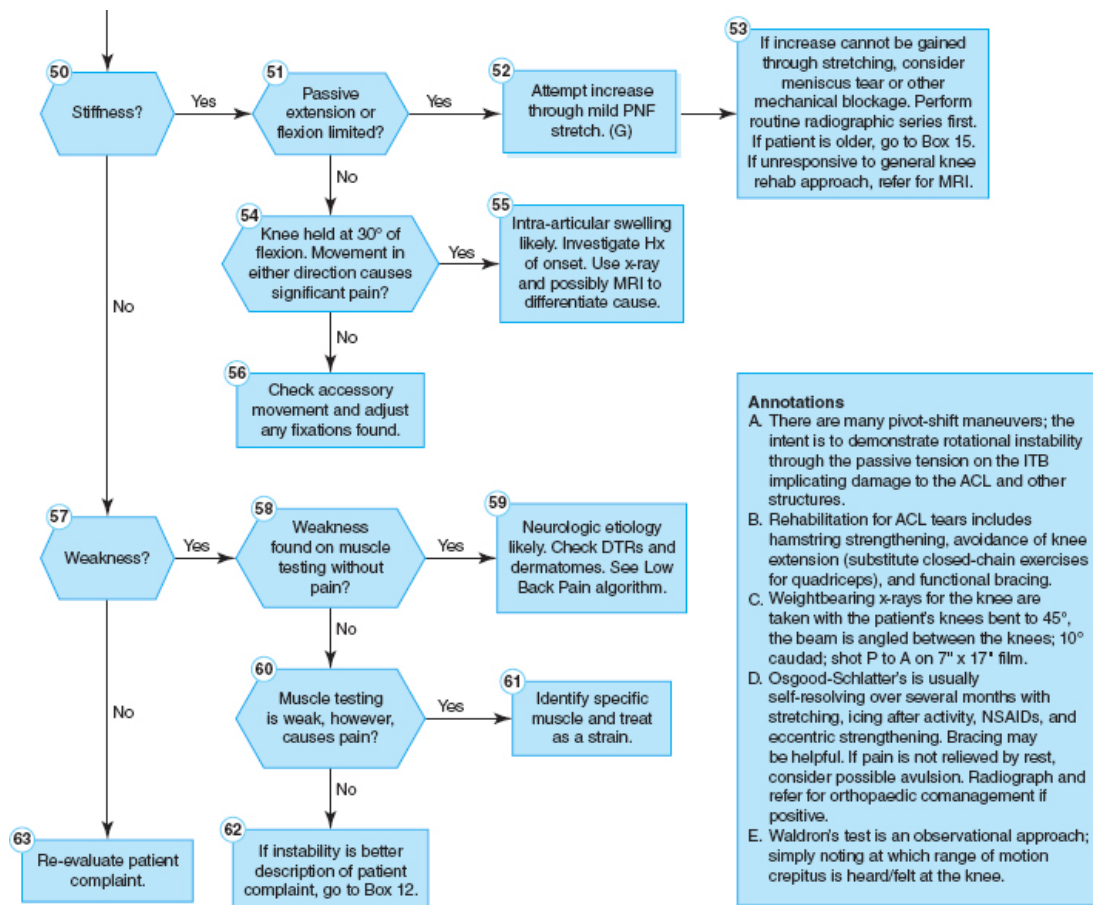 50
Stiffness?
Yes
No
51
Passive
extension or
flexion limited?
Yes
No
52
Attempt increase
through mild PNF
stretch. (G)
53
If increase cannot be gained
through stretching, consider
meniscus tear or other
mechanical blockage. Perform
routine radiographic series first.
If patient is older, go to Box 15.
If unresponsive to general knee
rehab approach, refer for MRI.
54
Knee held at 30° of
flexion. Movement in
either direction causes
significant pain?
Yes
No
55
Intra-articular swelling
likely. Investigate Hx
of onset. Use x-ray
and possibly MRI to
differentiate cause.
56
Check accessory
movement and adjust
any fixations found.
57
Weakness?
Yes
No
58
Weakness
found on muscle
testing without
pain?
Yes
No
59
Neurologic etiology
likely. Check DTRs and
dermatomes. See Low
Back Pain algorithm.
60
Muscle testing
is weak, however,
causes pain?
Yes
No
61
Identify specific
muscle and treat
as a strain.
62
If instability is better
description of patient
complaint, go to Box 12.
63
Re-evaluate patient
complaint.
Annotations
A. There are many pivot-shift maneuvers; the
intent is to demonstrate rotational instability
through the passive tension on the ITB
implicating damage to the ACL and other
structures.
B. Rehabilitation for ACL tears includes
hamstring strengthening, avoidance of knee
extension (substitute closed-chain exercises
for quadriceps), and functional bracing.
C. Weightbearing x-rays for the knee are
taken with the patient's knees bent to 45°,
the beam is angled between the knees; 10°
caudad; shot P to A on 7" x 17" film.
D. Osgood-Schlatter's is usually
self-resolving over several months with
stretching, icing after activity, NSAIDs, and
eccentric strengthening. Bracing may
be helpful. If pain is not relieved by rest,
consider possible avulsion. Radiograph and
refer for orthopaedic comanagement if
positive.
E. Waldron's test is an observational approach;
simply noting at which range of motion
crepitus is heard/felt at the knee.